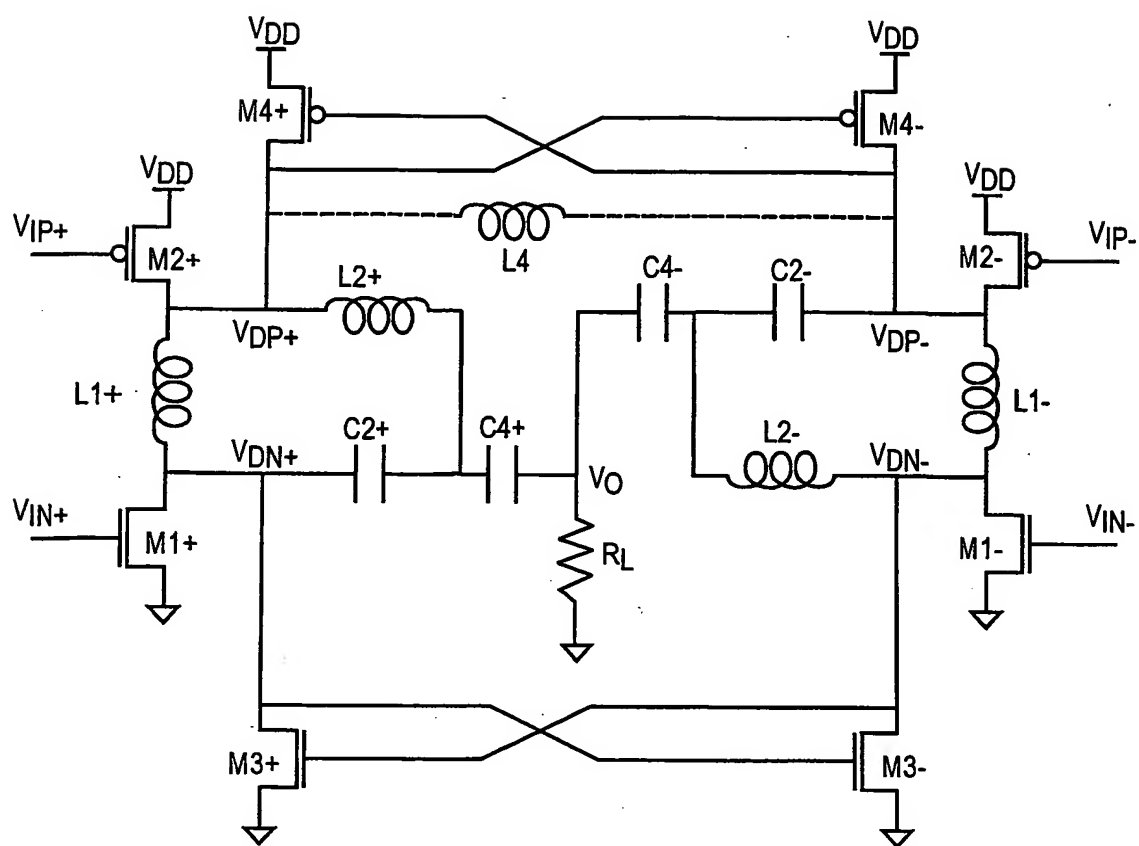 VDD
VDD
M4+
M4-
VDD
VDD
VIP+
VIP-
M2+
M2-
L4
L2+
C4-
C2-
VDP+
VDP-
L1+
L1-
C2+
C4+
L2-
VDN+
VO
VDN-
VIN+
VIN-
M1+
M1-
RL
M3+
M3-